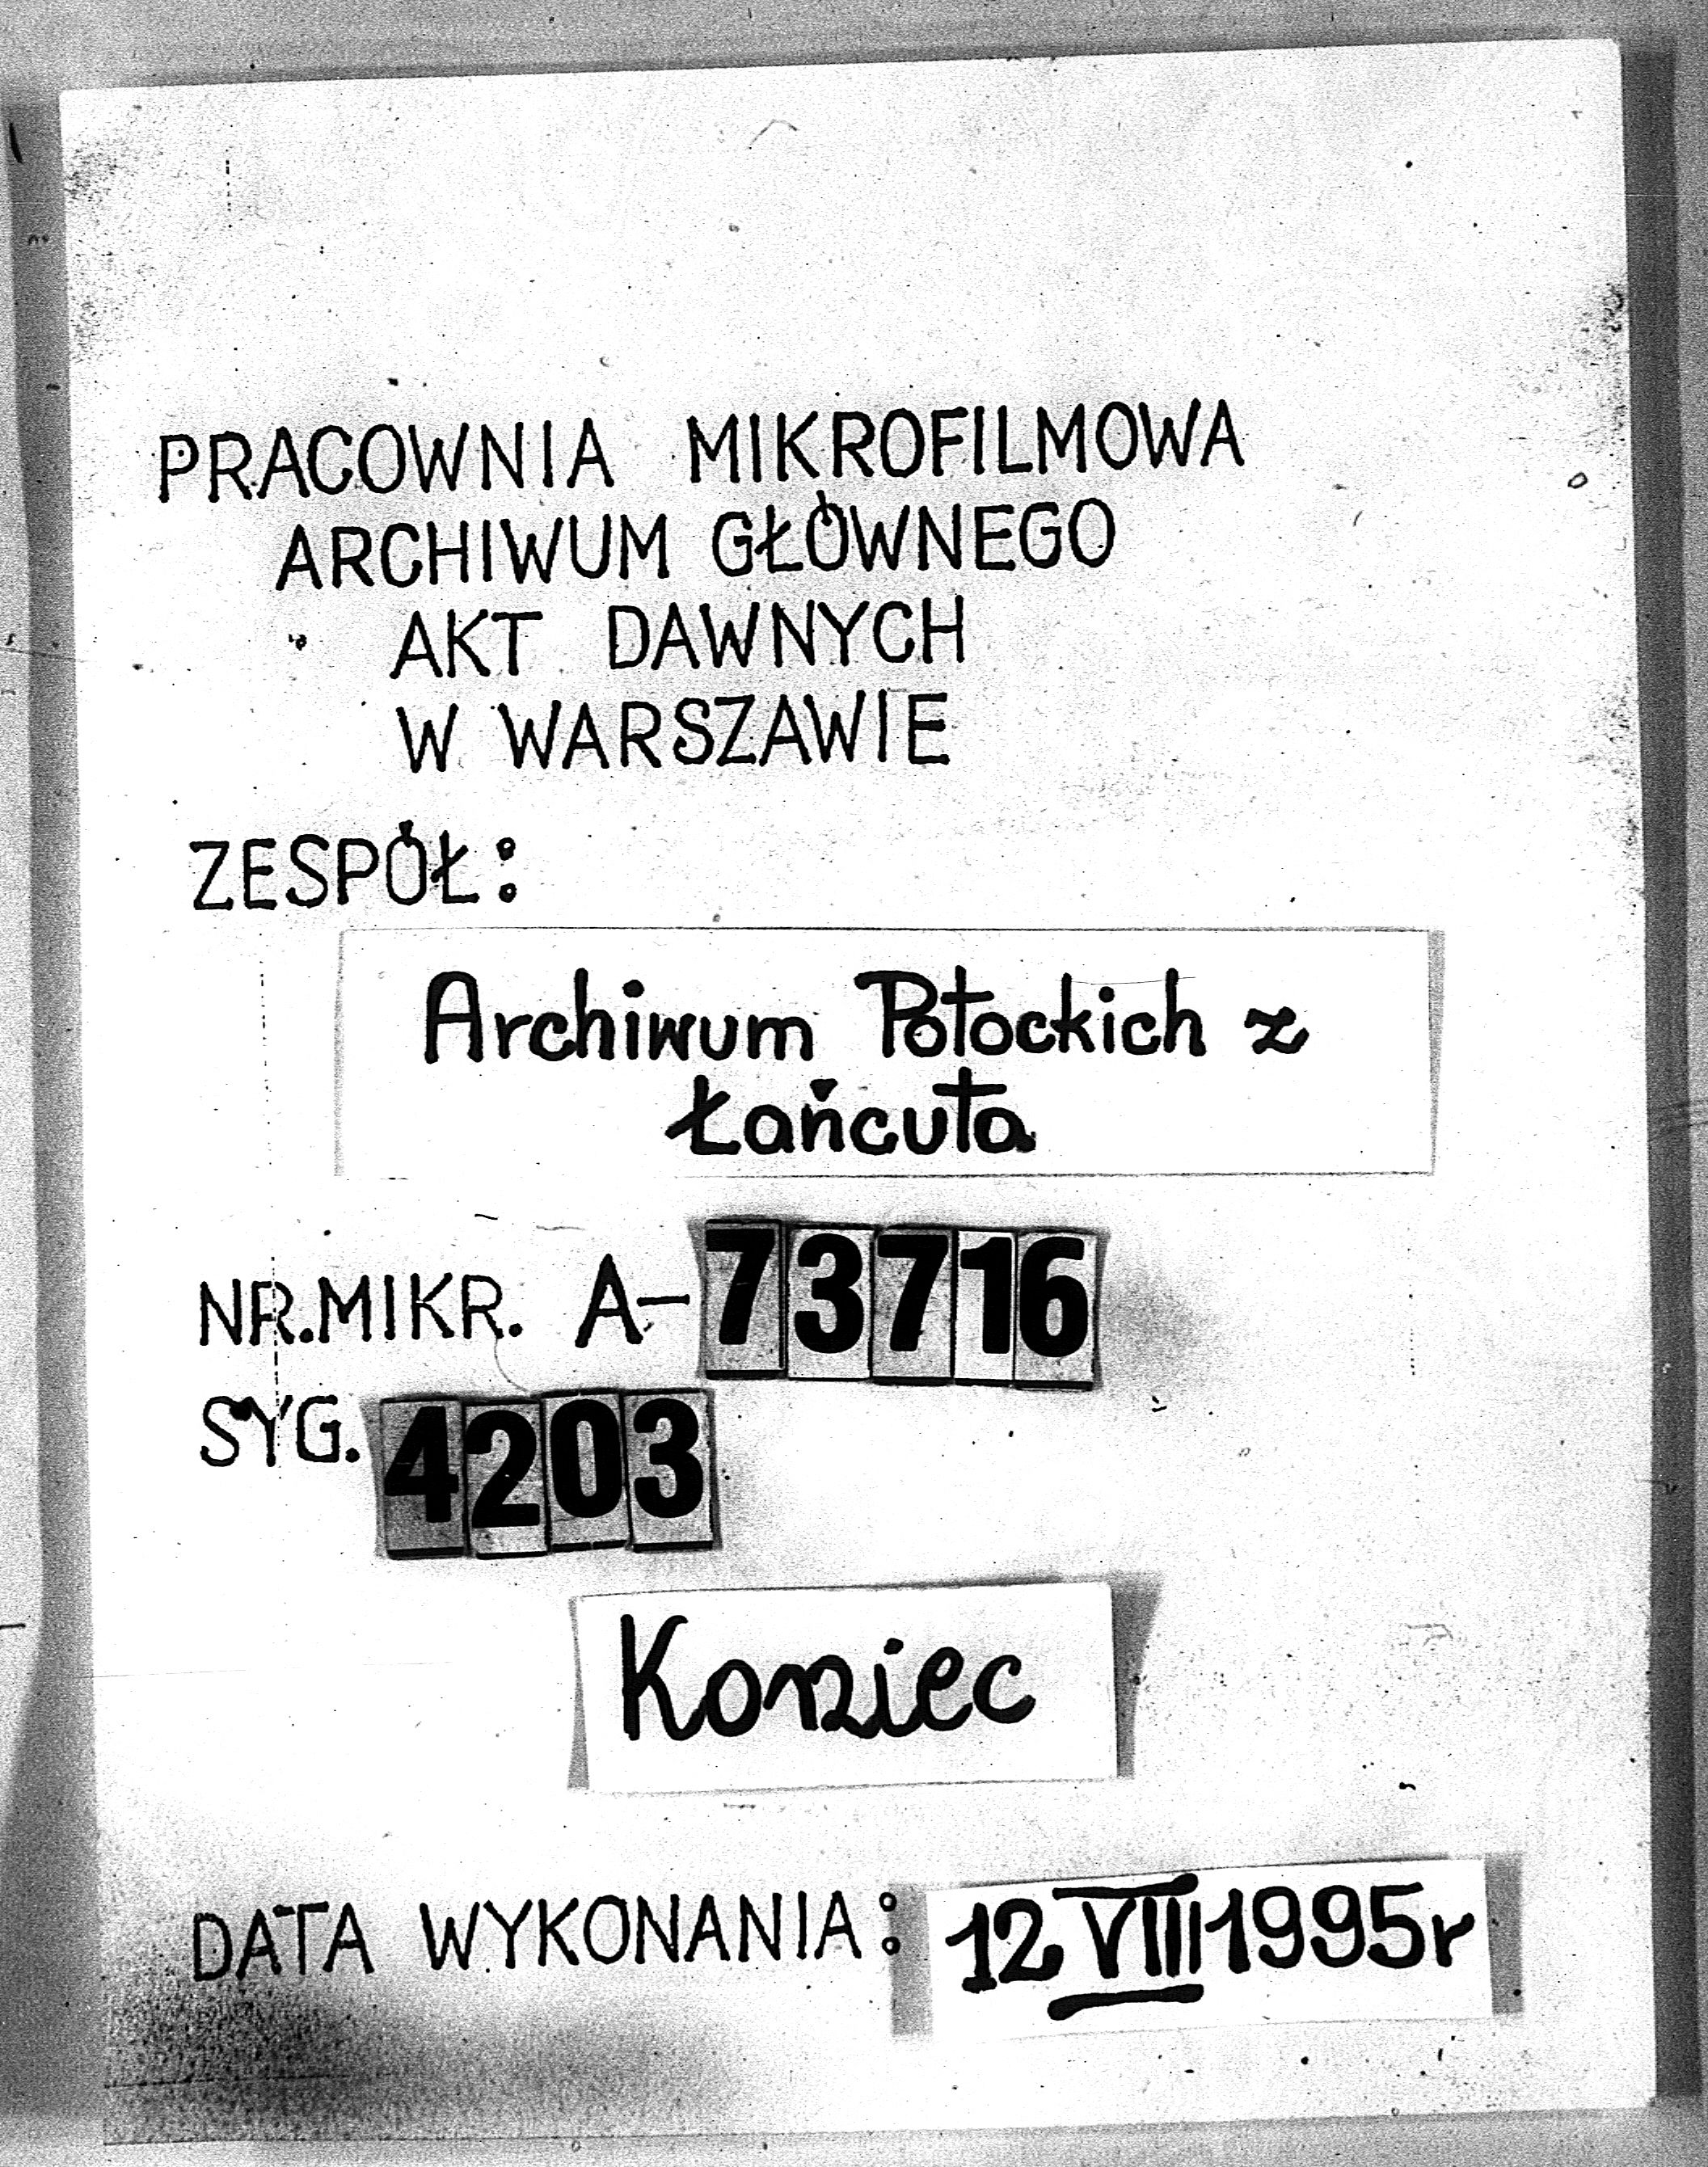 PRACOWNIA MIKROFILMOWA
ARCHIWUM GŁÓWNEGO
AKT DAWNYCH
W WARSZAWIE
ZESPÓŁ:
Archiwum Potockich z
Łańcuta
NR.MIKR. A-73716
SYG. 4203
Koniec
DATA WYKONANIA: 12 VIII 1995r